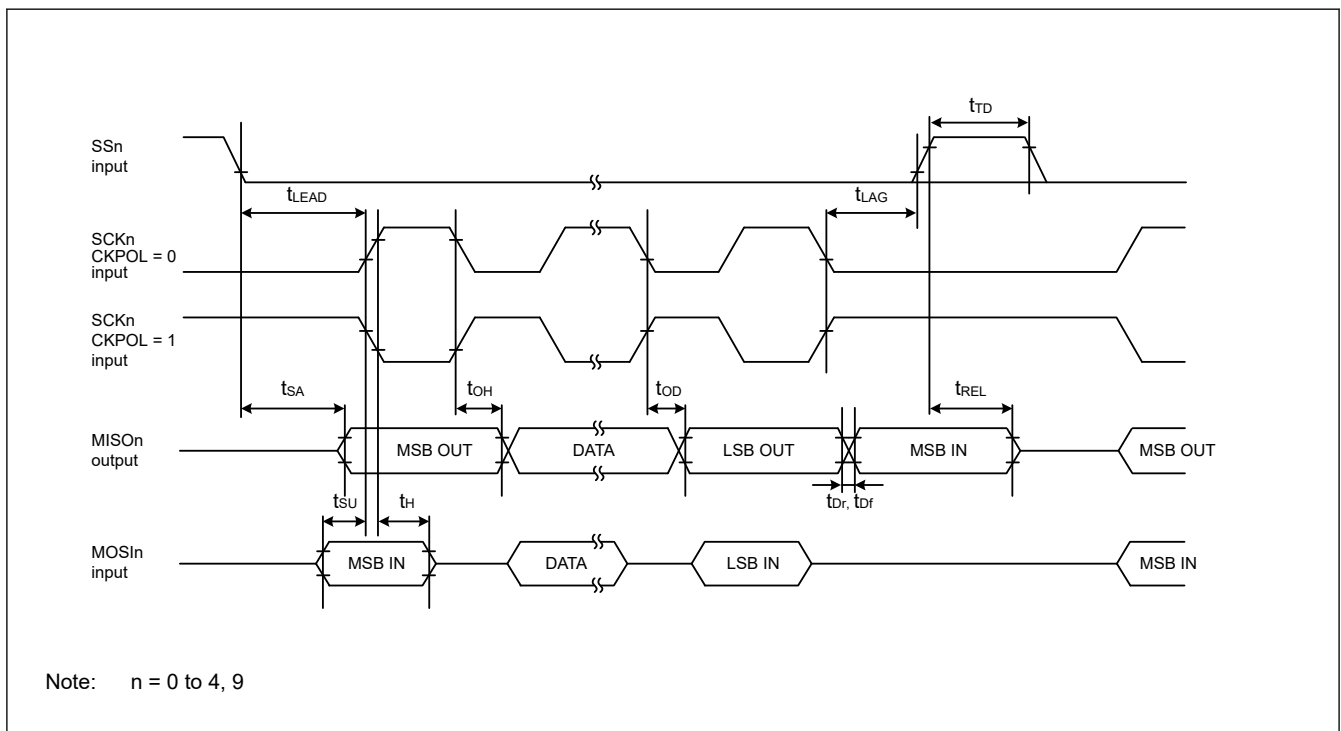 SSn
input
tTD
tLEAD
tLAG
SCKn
CKPOL = 0
input
SCKn
CKPOL = 1
input
tSA
tOH
tOD
tREL
MISOn
output
MSB OUT
DATA
LSB OUT
MSB IN
MSB OUT
tSU
tH
tDr, tDf
MOSIn
input
MSB IN
DATA
LSB IN
MSB IN
Note: n = 0 to 4, 9